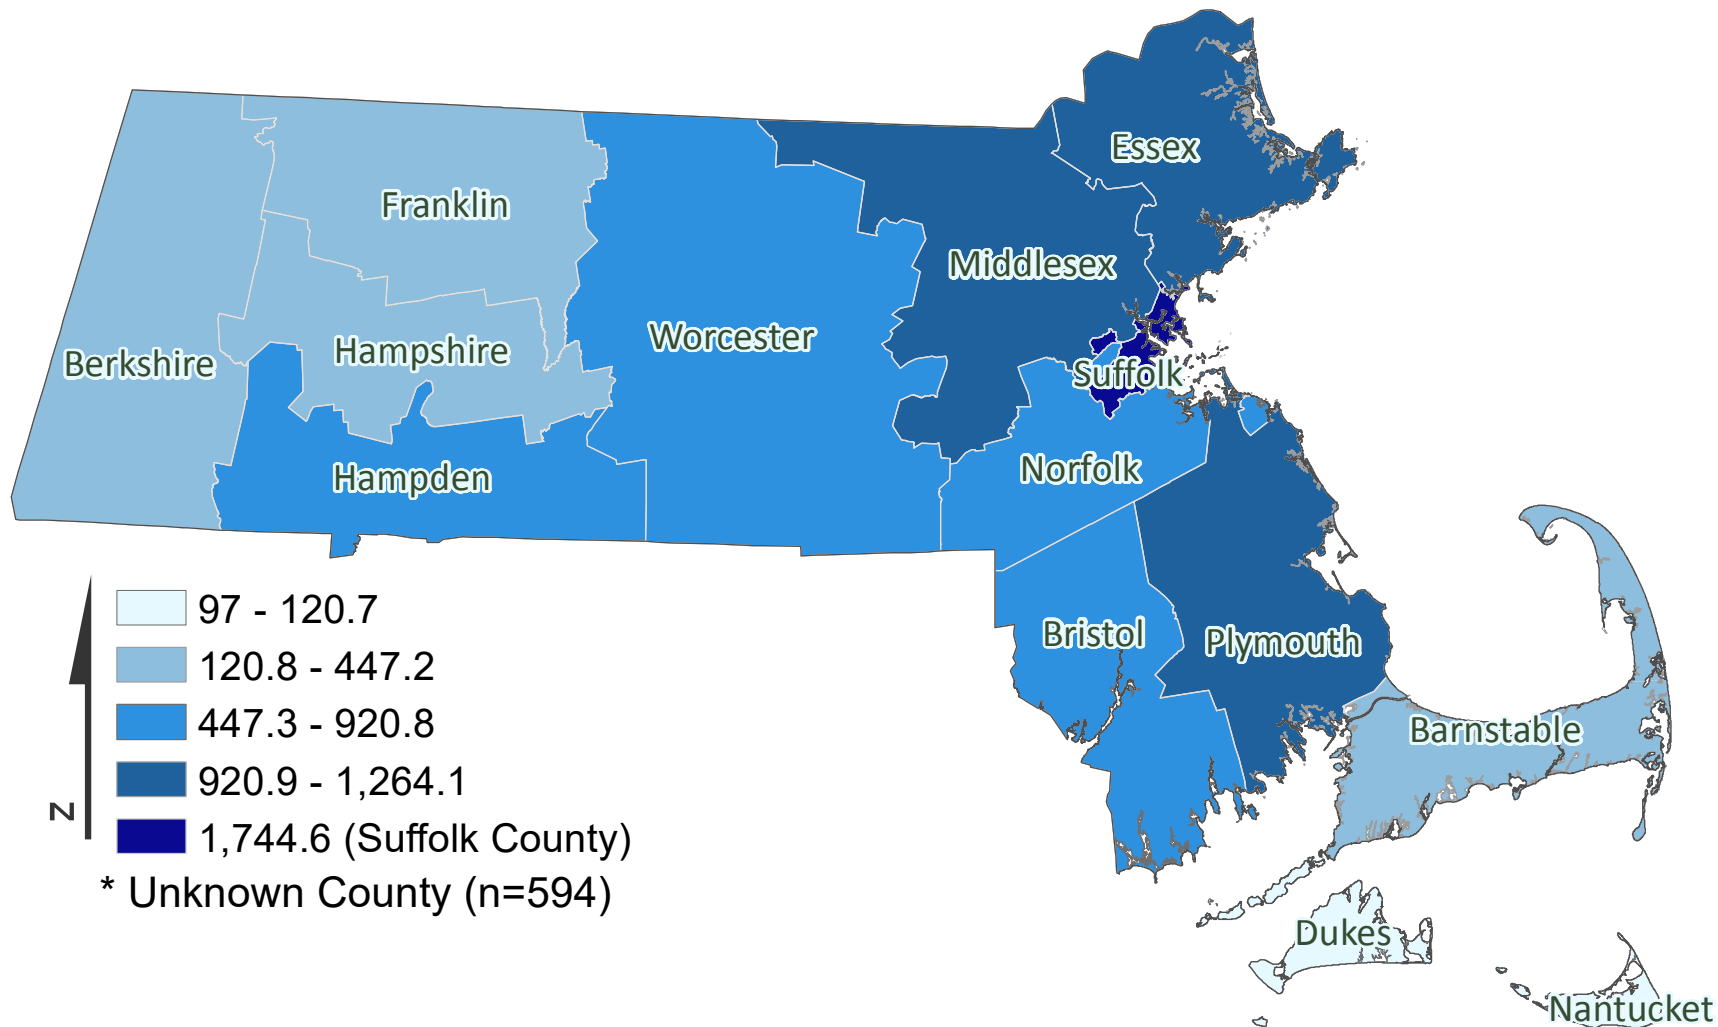 Essex
Franklin
Middlesex
Worcester
Hampshire
Berkshire
Suffolk
Norfolk
Hampden
97 - 120.7
Bristol
Plymouth
120.8 - 447.2
447.3 - 920.8
Barnstable
920.9 - 1,264.1
N
1,744.6 (Suffolk County)
* Unknown County (n=594)
Dukes
Nantucket